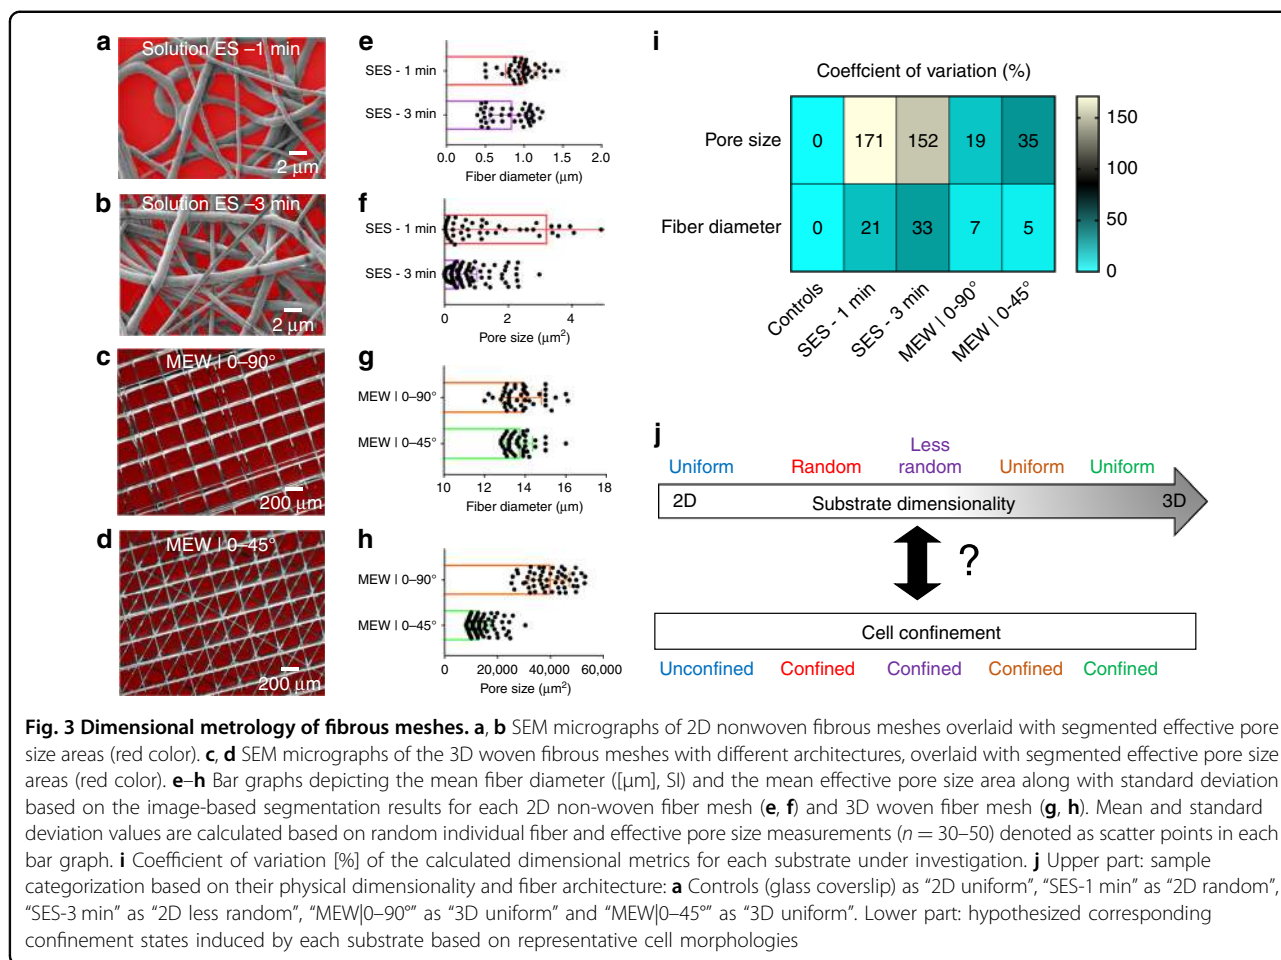 a
Solution ES –1 min
2 μm
b
Solution ES –3 min
2 μm
c
MEW | 0–90°
200 μm
d
MEW | 0–45°
200 μm
e
SES - 1 min
SES - 3 min
0.0 0.5 1.0 1.5 2.0
Fiber diameter (μm)
f
SES - 1 min
SES - 3 min
0 2 4
Pore size (μm²)
g
MEW | 0–90°
MEW | 0–45°
10 12 14 16 18
Fiber diameter (μm)
h
MEW | 0–90°
MEW | 0–45°
0 20,000 40,000 60,000
Pore size (μm²)
i
Coeffcient of variation (%)
Pore size 0 171 152 19 35
Fiber diameter 0 21 33 7 5
Controls
SES - 1 min
SES - 3 min
MEW | 0-90°
MEW | 0-45°
150
100
50
0
j
Uniform Random Less random Uniform Uniform
2D Substrate dimensionality 3D
?
Cell confinement
Unconfined Confined Confined Confined Confined
Fig. 3 Dimensional metrology of fibrous meshes. a, b SEM micrographs of 2D nonwoven fibrous meshes overlaid with segmented effective pore
size areas (red color). c, d SEM micrographs of the 3D woven fibrous meshes with different architectures, overlaid with segmented effective pore size
areas (red color). e–h Bar graphs depicting the mean fiber diameter ([μm], SI) and the mean effective pore size area along with standard deviation
based on the image-based segmentation results for each 2D non-woven fiber mesh (e, f) and 3D woven fiber mesh (g, h). Mean and standard
deviation values are calculated based on random individual fiber and effective pore size measurements (n = 30–50) denoted as scatter points in each
bar graph. i Coefficient of variation [%] of the calculated dimensional metrics for each substrate under investigation. j Upper part: sample
categorization based on their physical dimensionality and fiber architecture: a Controls (glass coverslip) as “2D uniform”, “SES-1 min” as “2D random”,
“SES-3 min” as “2D less random”, “MEW|0–90°” as “3D uniform” and “MEW|0–45°” as “3D uniform”. Lower part: hypothesized corresponding
confinement states induced by each substrate based on representative cell morphologies